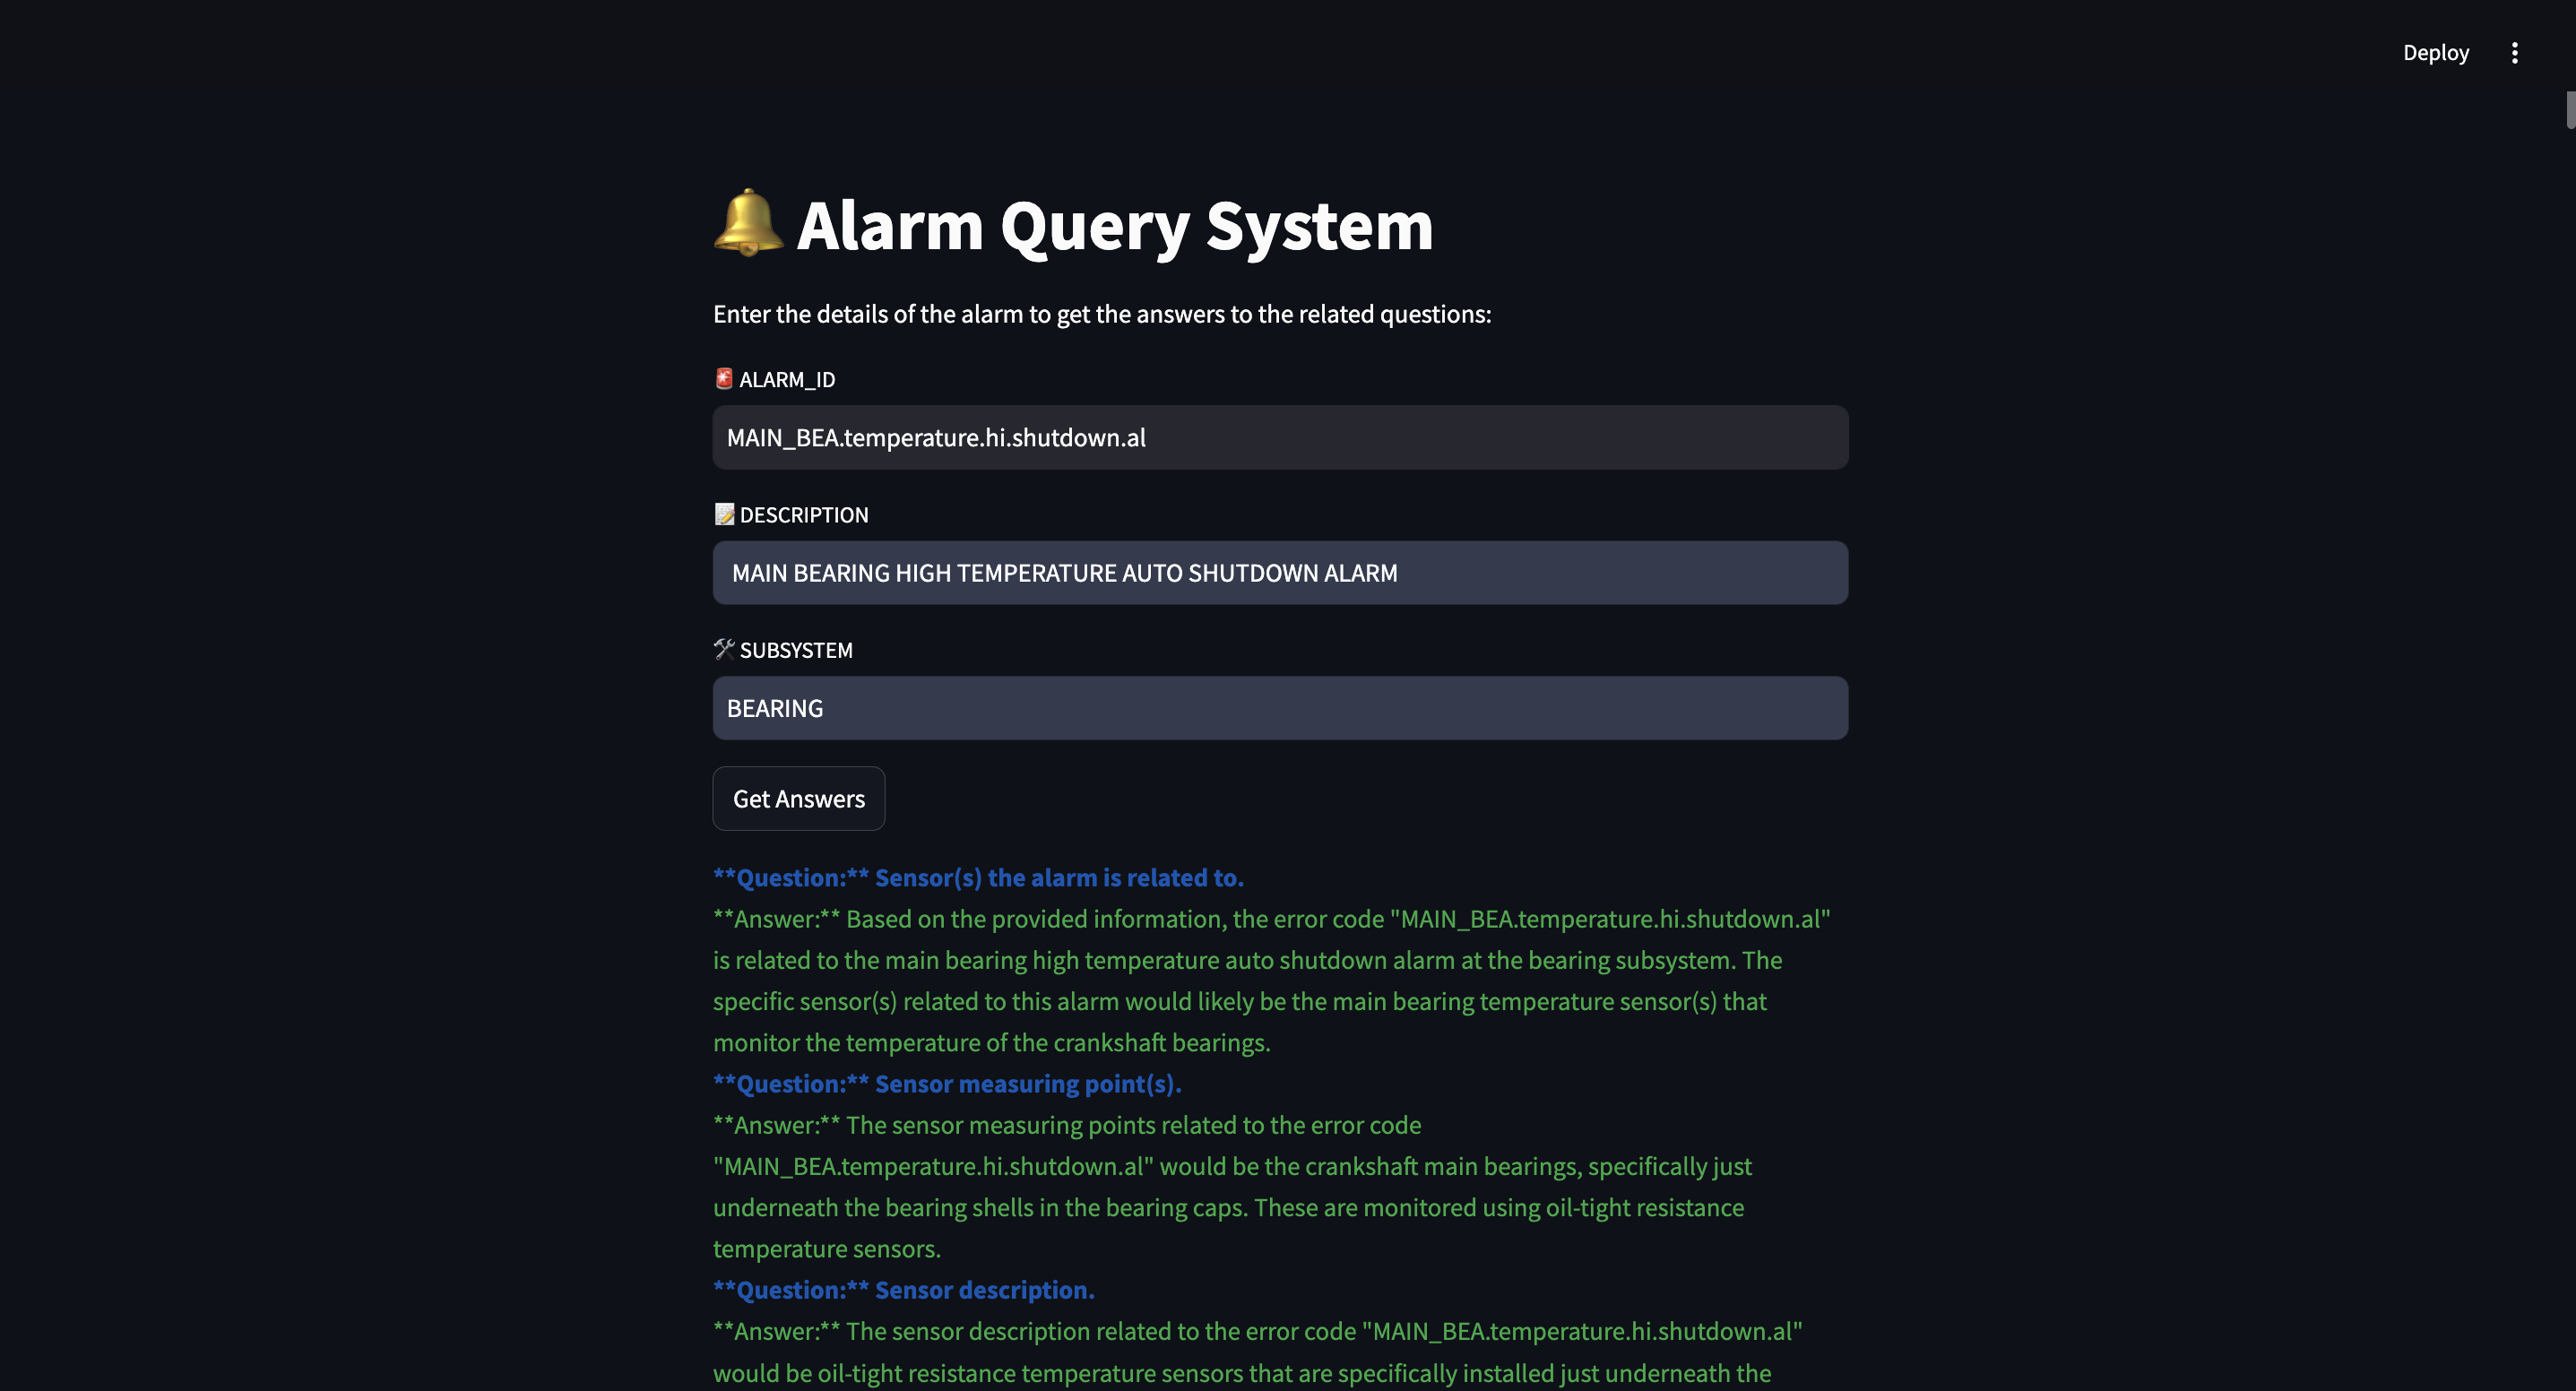 Deploy
Alarm Query System
Enter the details of the alarm to get the answers to the related questions:
ALARM_ID
MAIN_BEA.temperature.hi.shutdown.al
DESCRIPTION
MAIN BEARING HIGH TEMPERATURE AUTO SHUTDOWN ALARM
SUBSYSTEM
BEARING
Get Answers
**Question:** Sensor(s) the alarm is related to.
**Answer:** Based on the provided information, the error code "MAIN_BEA.temperature.hi.shutdown.al"
is related to the main bearing high temperature auto shutdown alarm at the bearing subsystem. The
specific sensor(s) related to this alarm would likely be the main bearing temperature sensor(s) that
monitor the temperature of the crankshaft bearings.
**Question:** Sensor measuring point(s).
**Answer:** The sensor measuring points related to the error code
"MAIN_BEA.temperature.hi.shutdown.al" would be the crankshaft main bearings, specifically just
underneath the bearing shells in the bearing caps. These are monitored using oil-tight resistance
temperature sensors.
**Question:** Sensor description.
**Answer:** The sensor description related to the error code "MAIN_BEA.temperature.hi.shutdown.al"
would be oil-tight resistance temperature sensors that are specifically installed just underneath the